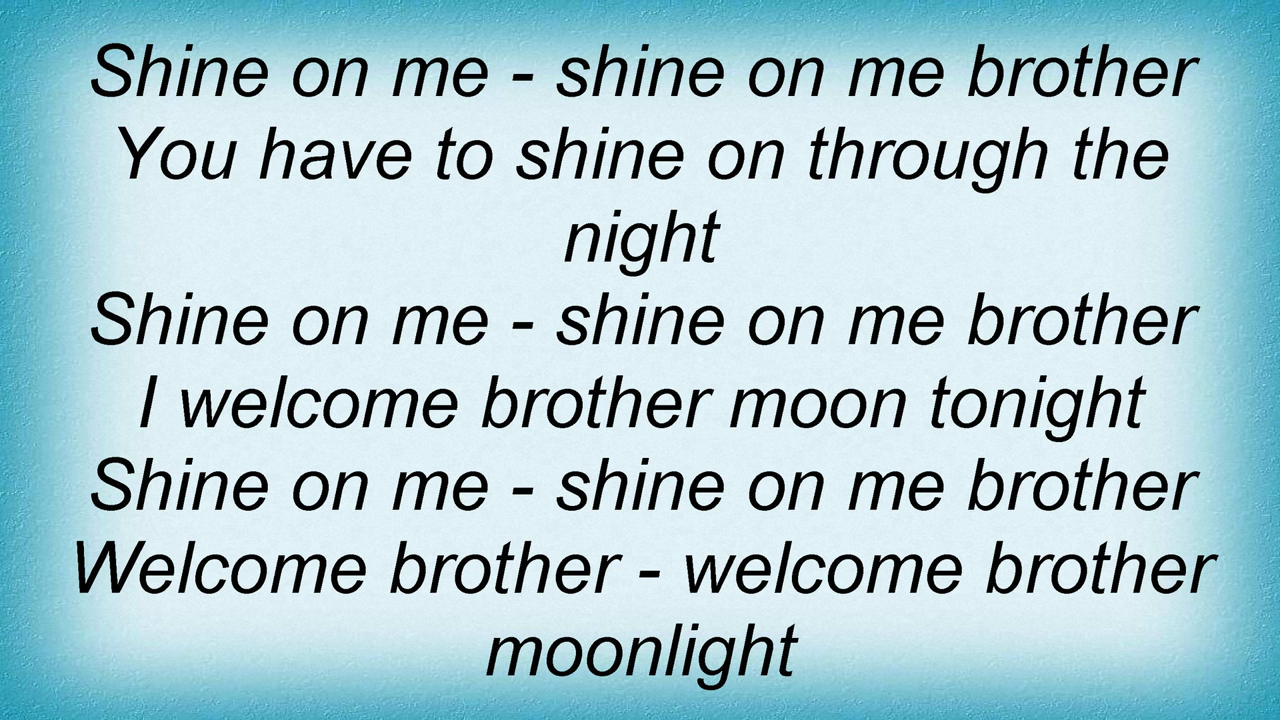 Shine on me - shine on me brother
You have to shine on through the
night
Shine on me - shine on me brother
I welcome brother moon tonight
Shine on me - shine on me brother
Welcome brother - welcome brother
moonlight